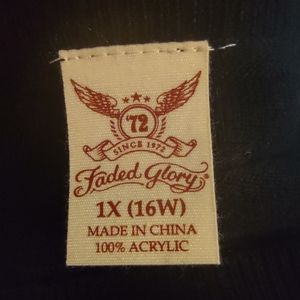 '72
SINCE 1972
Faded Glory®
1X (16W)
MADE IN CHINA
100% ACRYLIC